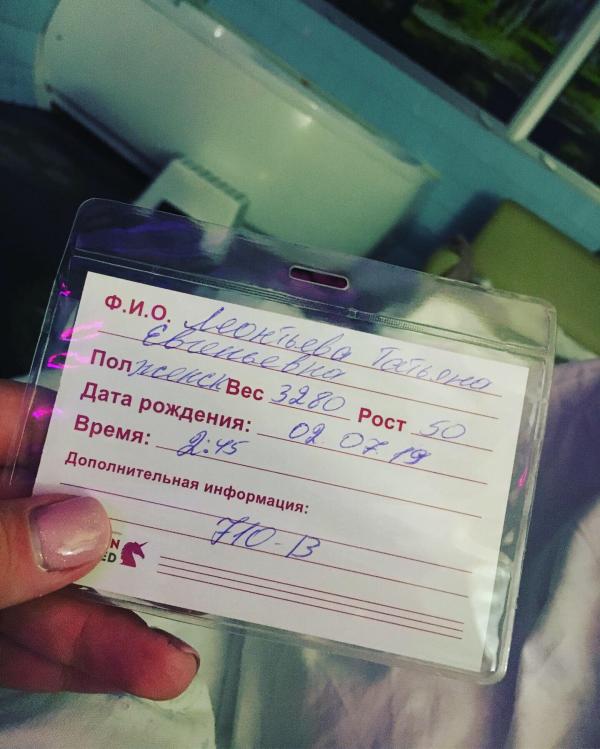 Ф.И.О. Леонтьева Татьяна
Евгеньевна
Пол женск Вес 3280 Рост 50
Дата рождения: 02 07 19
Время: 2:45
Дополнительная информация:
710-В